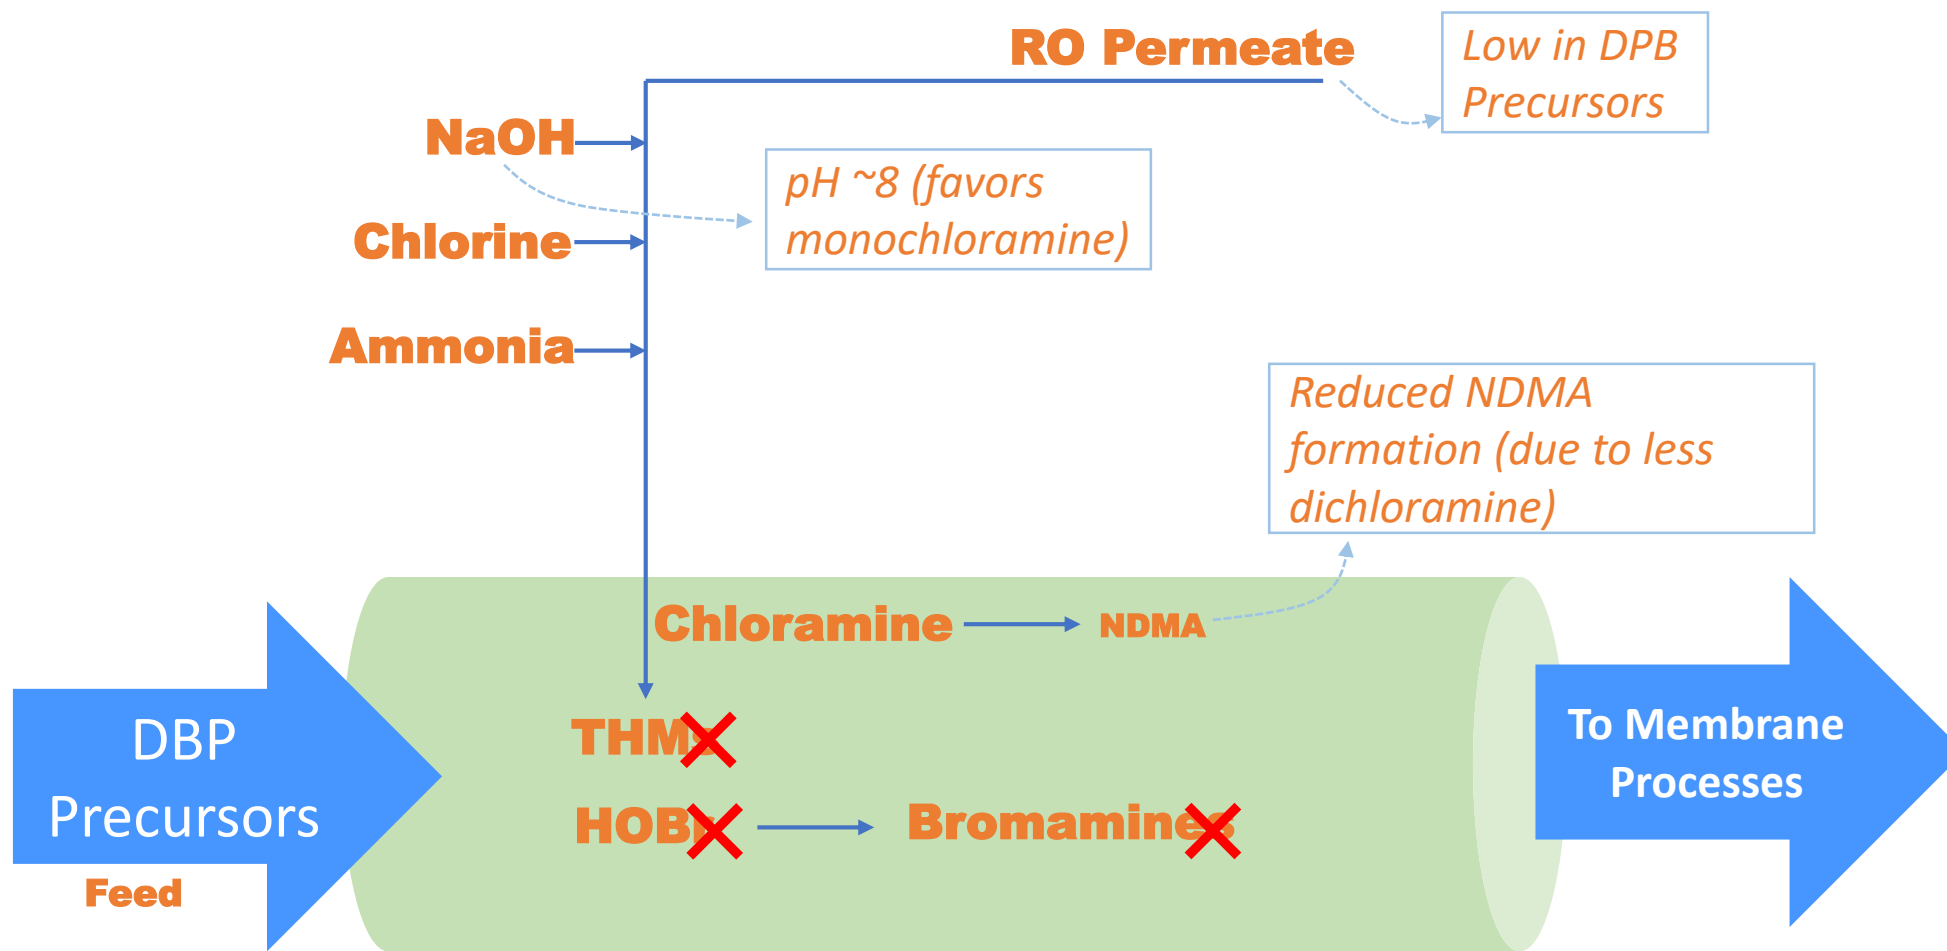 RO Permeate
Low in DPB
Precursors
NaOH
pH ~8 (favors
monochloramine)
Chlorine
Ammonia
Reduced NDMA
formation (due to less
dichloramine)
Chloramine
NDMA
THMs
HOBr
Bromamines
DBP
Precursors
Feed
To Membrane
Processes